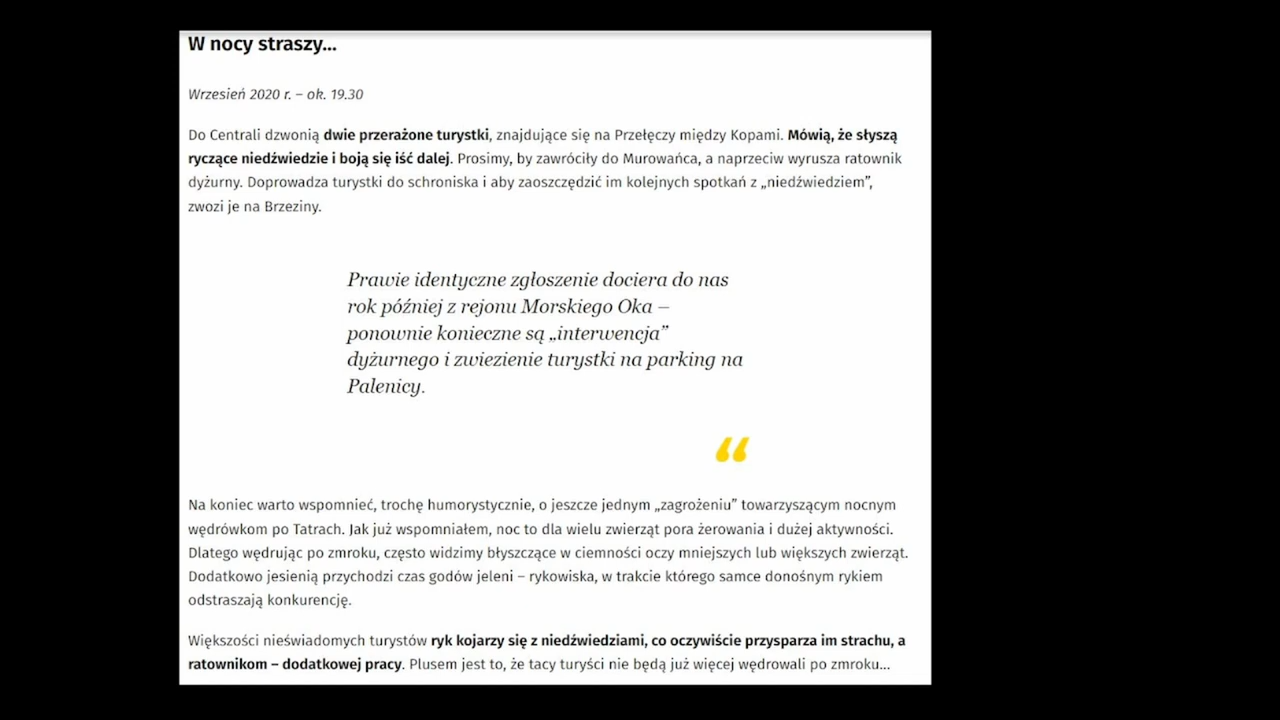 W nocy straszy...
Wrzesień 2020 r. – ok. 19.30
Do Centrali dzwonią dwie przerażone turystki, znajdujące się na Przełęczy między Kopami. Mówią, że słyszą
ryczące niedźwiedzie i boją się iść dalej. Prosimy, by zawróciły do Murowańca, a naprzeciw wyrusza ratownik
dyżurny. Doprowadza turystki do schroniska i aby zaoszczędzić im kolejnych spotkań z „niedźwiedziem”,
zwozi je na Brzeziny.
Prawie identyczne zgłoszenie dociera do nas
rok później z rejonu Morskiego Oka –
ponownie konieczne są „interwencja”
dyżurnego i zwiezienie turystki na parking na
Palenicy.
“
Na koniec warto wspomnieć, trochę humorystycznie, o jeszcze jednym „zagrożeniu” towarzyszącym nocnym
wędrówkom po Tatrach. Jak już wspomniałem, noc to dla wielu zwierząt pora żerowania i dużej aktywności.
Dlatego wędrując po zmroku, często widzimy błyszczące w ciemności oczy mniejszych lub większych zwierząt.
Dodatkowo jesienią przychodzi czas godów jeleni – rykowiska, w trakcie którego samce donośnym rykiem
odstraszają konkurencję.
Większości nieświadomych turystów ryk kojarzy się z niedźwiedziami, co oczywiście przysparza im strachu, a
ratownikom – dodatkowej pracy. Plusem jest to, że tacy turyści nie będą już więcej wędrowali po zmroku...